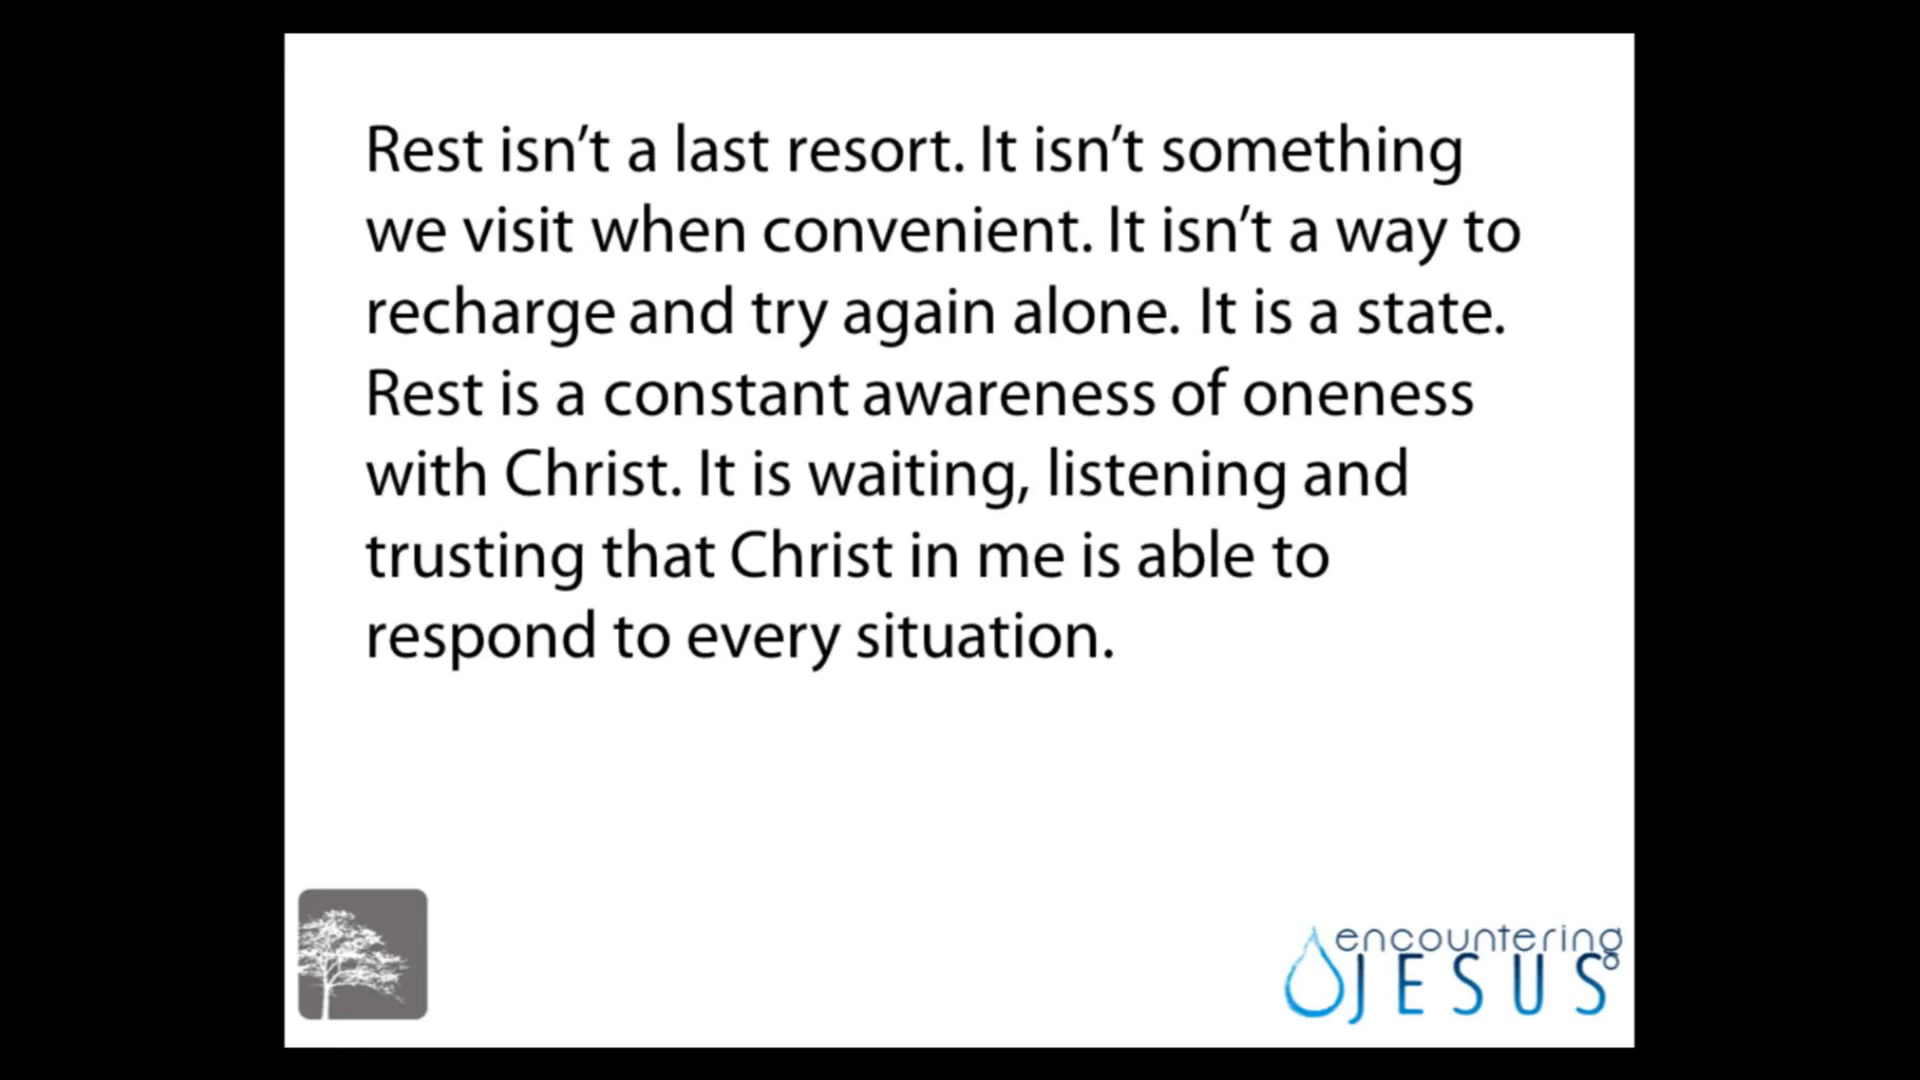 Rest isn’t a last resort. It isn’t something
we visit when convenient. It isn’t a way to
recharge and try again alone. It is a state.
Rest is a constant awareness of oneness
with Christ. It is waiting, listening and
trusting that Christ in me is able to
respond to every situation.
encountering
JESUS